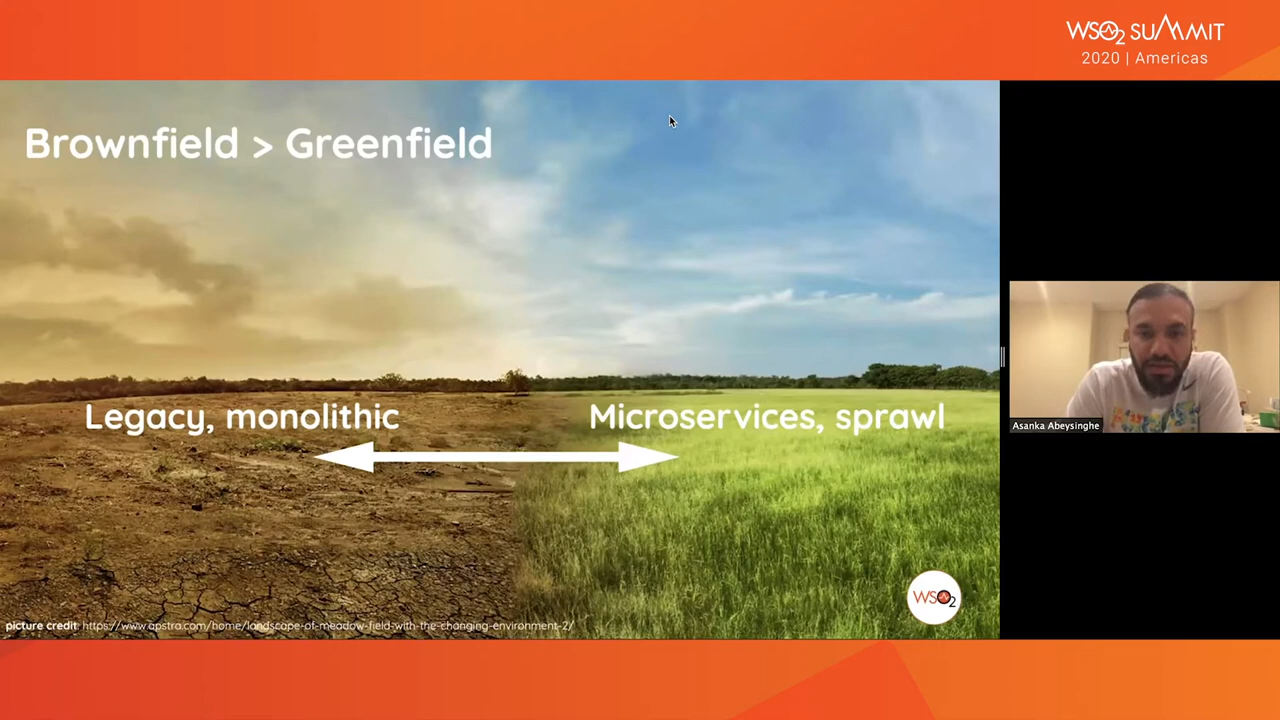 WSO2 SUMMIT
2020 | Americas
Brownfield > Greenfield
Legacy, monolithic
Microservices, sprawl
Asanka Abeysinghe
WSO2
picture credit: https://www.apstra.com/home/landscape-of-meadow-field-with-the-changing-environment-2/